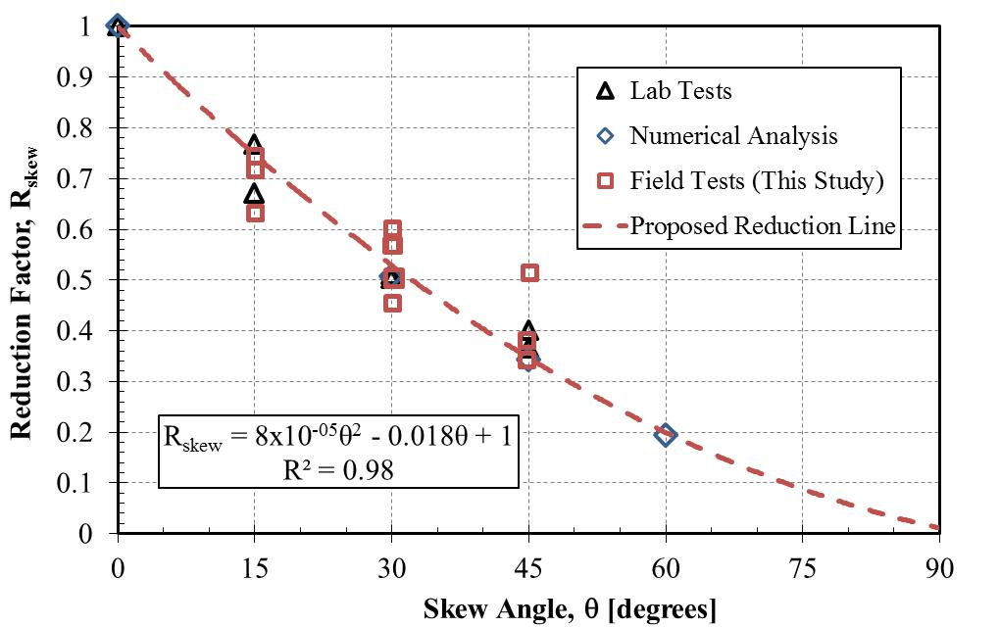 1
0.9
0.8
0.7
0.6
0.5
0.4
0.3
0.2
0.1
0
Reduction Factor, Rskew
Lab Tests
Numerical Analysis
Field Tests (This Study)
Proposed Reduction Line
Rskew = 8x10⁻⁰⁵θ² - 0.018θ + 1
R² = 0.98
0 15 30 45 60 75 90
Skew Angle, θ [degrees]